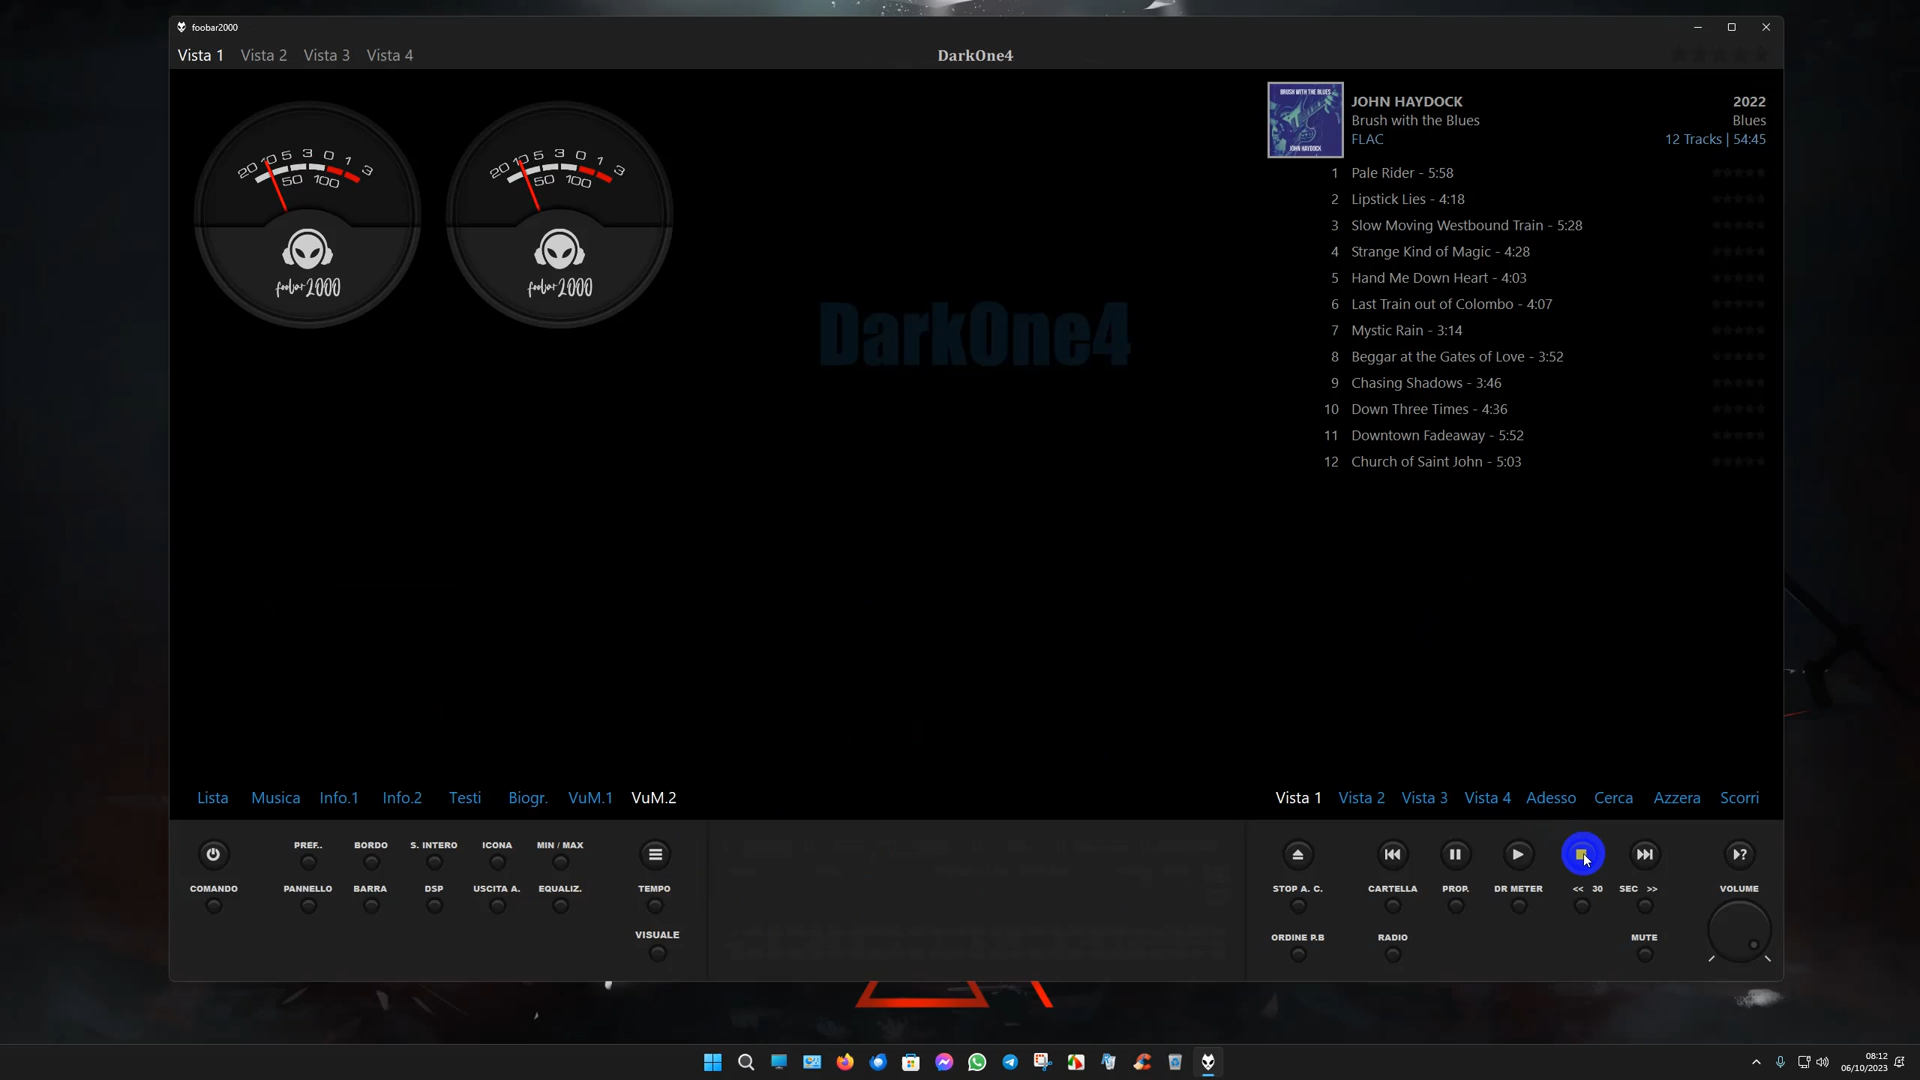 foobar2000
Vista 1 Vista 2 Vista 3 Vista 4
DarkOne4
20 10 5 3 0 1 3
50 100
foobar2000
20 10 5 3 0 1 3
50 100
foobar2000
DarkOne4
BRUSH WITH THE BLUES
JOHN HAYDOCK
JOHN HAYDOCK 2022
Brush with the Blues Blues
FLAC 12 Tracks | 54:45
1 Pale Rider - 5:58
2 Lipstick Lies - 4:18
3 Slow Moving Westbound Train - 5:28
4 Strange Kind of Magic - 4:28
5 Hand Me Down Heart - 4:03
6 Last Train out of Colombo - 4:07
7 Mystic Rain - 3:14
8 Beggar at the Gates of Love - 3:52
9 Chasing Shadows - 3:46
10 Down Three Times - 4:36
11 Downtown Fadeaway - 5:52
12 Church of Saint John - 5:03
Lista Musica Info.1 Info.2 Testi Biogr. VuM.1 VuM.2
Vista 1 Vista 2 Vista 3 Vista 4 Adesso Cerca Azzera Scorri
PREF.. BORDO S. INTERO ICONA MIN / MAX
COMANDO PANNELLO BARRA DSP USCITA A. EQUALIZ. TEMPO
VISUALE
STOP A. C. CARTELLA PROP. DR METER << 30 SEC >> VOLUME
ORDINE P.B RADIO MUTE
08:12
06/10/2023